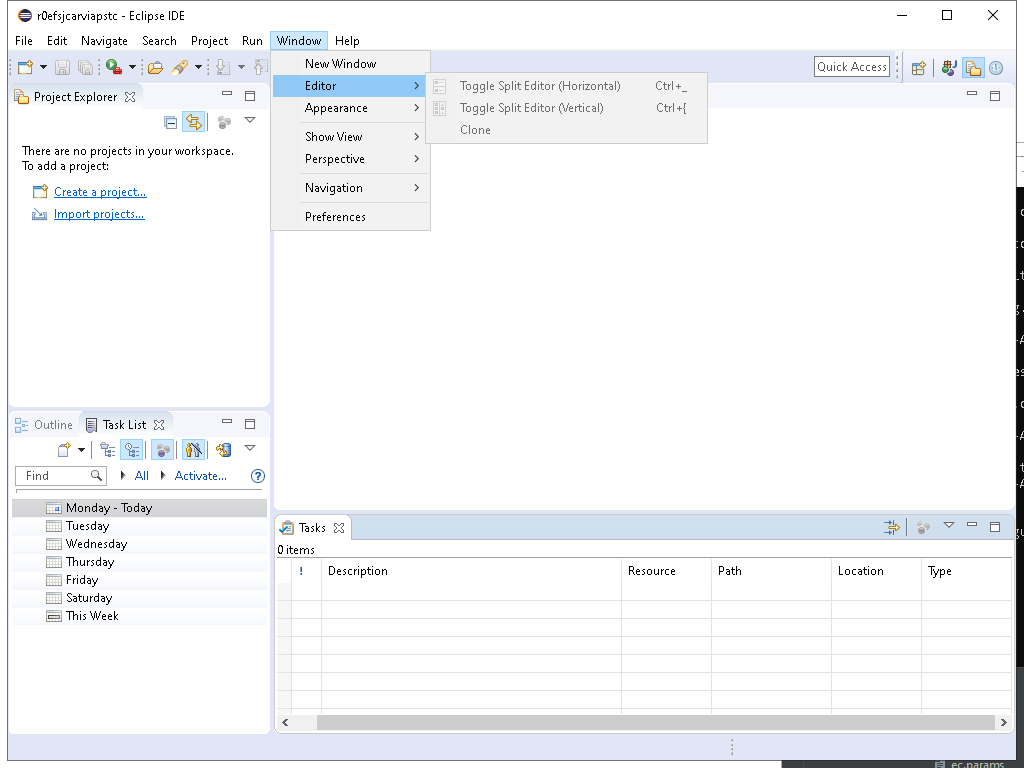 r0efsjcarviapstc - Eclipse IDE
File Edit Navigate Search Project Run Window Help
Quick Access
New Window
Editor
Appearance
Show View
Perspective
Navigation
Preferences
Toggle Split Editor (Horizontal) Ctrl+_
Toggle Split Editor (Vertical) Ctrl+{
Clone
Project Explorer
There are no projects in your workspace.
To add a project:
Create a project...
Import projects...
Outline Task List
Find All Activate...
Monday - Today
Tuesday
Wednesday
Thursday
Friday
Saturday
This Week
Tasks
0 items
! Description Resource Path Location Type
ec.params